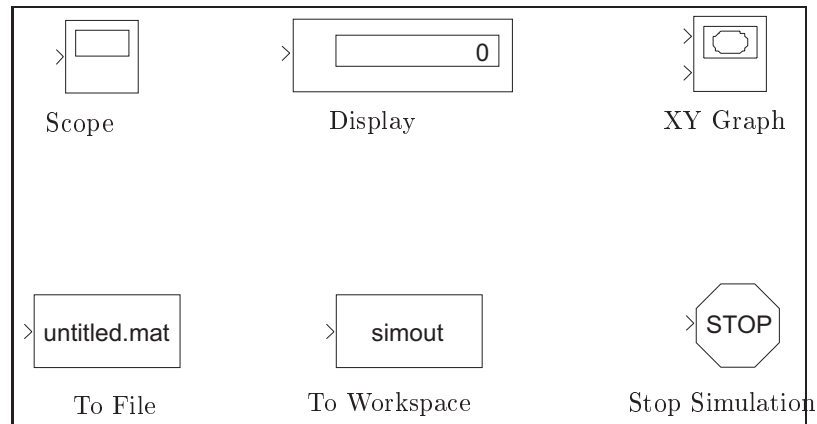 0
Scope
Display
XY Graph
untitled.mat
simout
STOP
To File
To Workspace
Stop Simulation